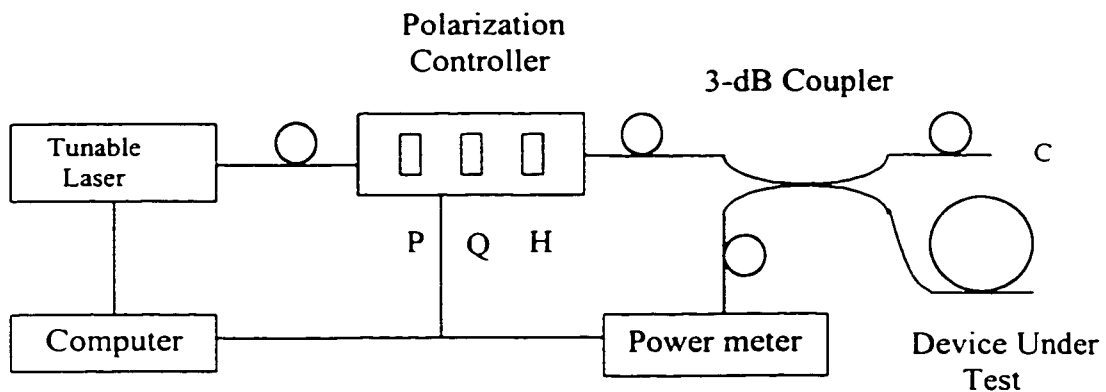 Polarization
Controller
3-dB Coupler
Tunable
Laser
C
P Q H
Computer
Power meter
Device Under
Test